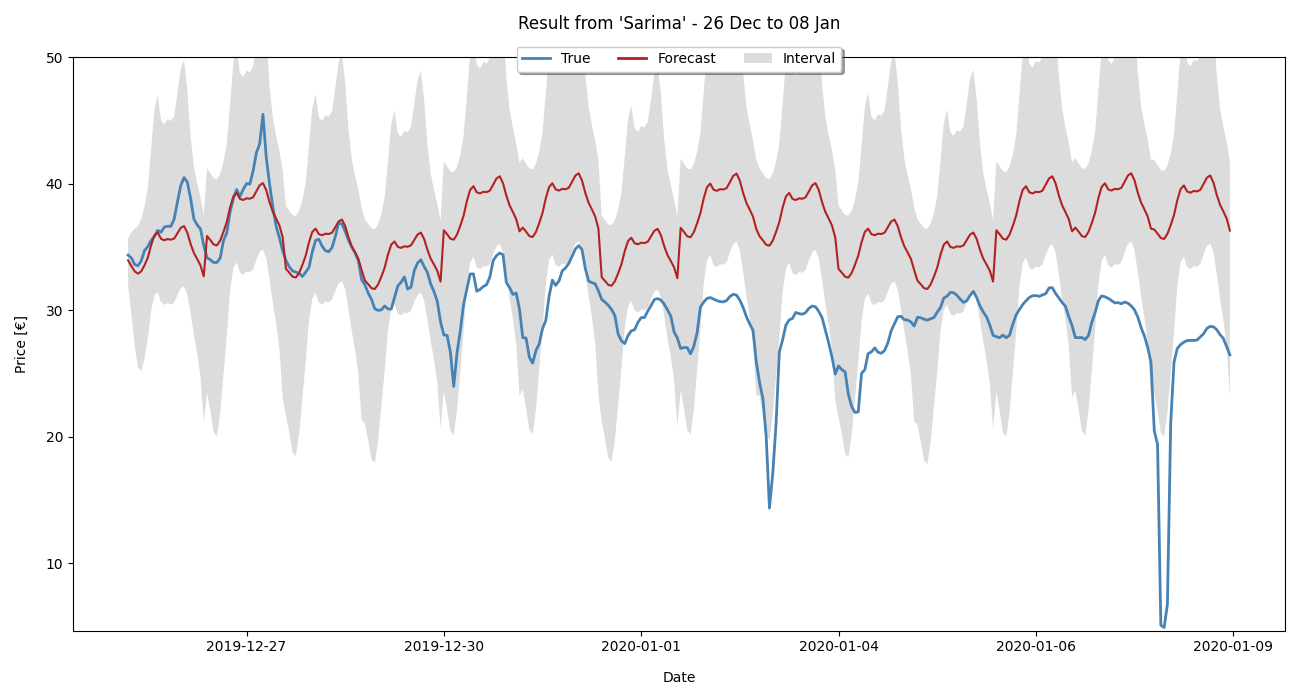 Result from 'Sarima' - 26 Dec to 08 Jan
True Forecast Interval
50
40
30
20
10
Price [€]
2019-12-27 2019-12-30 2020-01-01 2020-01-04 2020-01-06 2020-01-09
Date